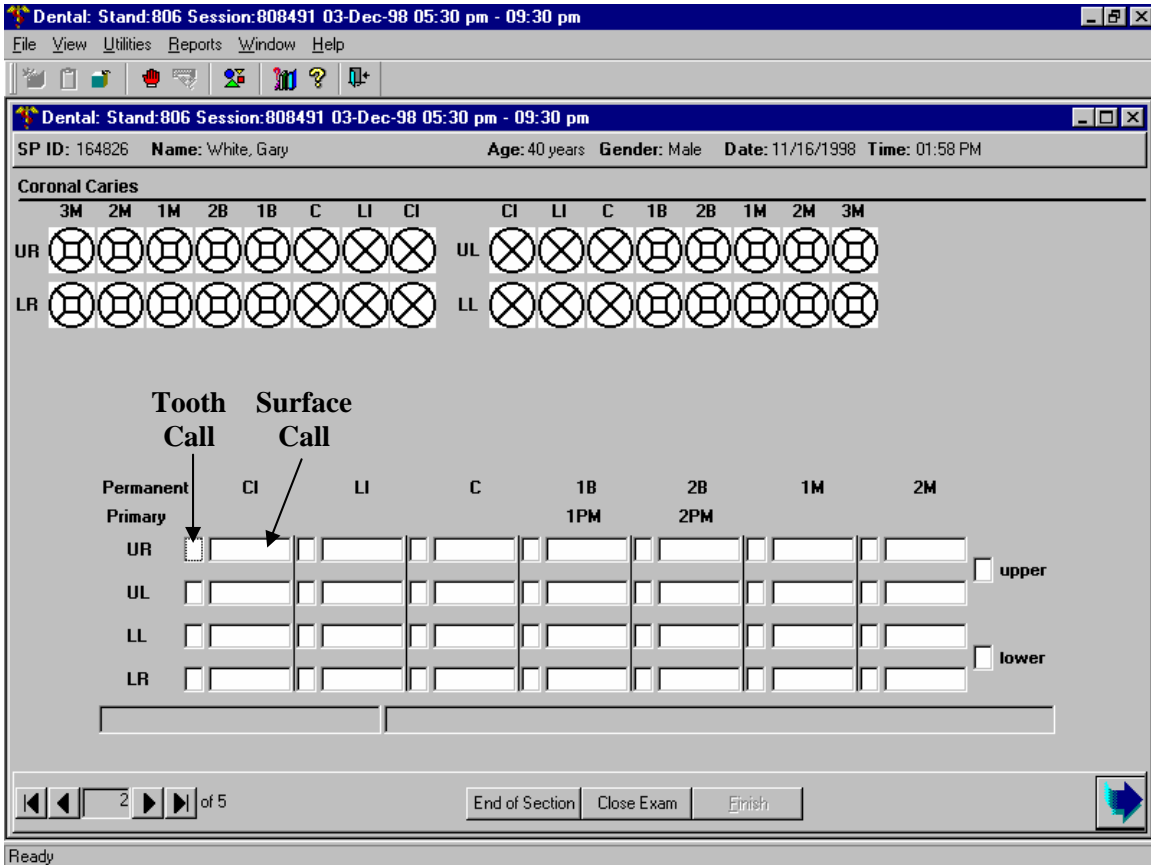 Dental: Stand:806 Session:808491 03-Dec-98 05:30 pm - 09:30 pm
File View Utilities Reports Window Help
Dental: Stand:806 Session:808491 03-Dec-98 05:30 pm - 09:30 pm
SP ID: 164826 Name: White, Gary Age: 40 years Gender: Male Date: 11/16/1998 Time: 01:58 PM
Coronal Caries
3M 2M 1M 2B 1B C LI CI CI LI C 1B 2B 1M 2M 3M
UR UL
LR LL
Tooth Surface
Call Call
Permanent CI LI C 1B 2B 1M 2M
Primary 1PM 2PM
UR
upper
UL
LL
lower
LR
2 of 5 End of Section Close Exam Finish
Ready